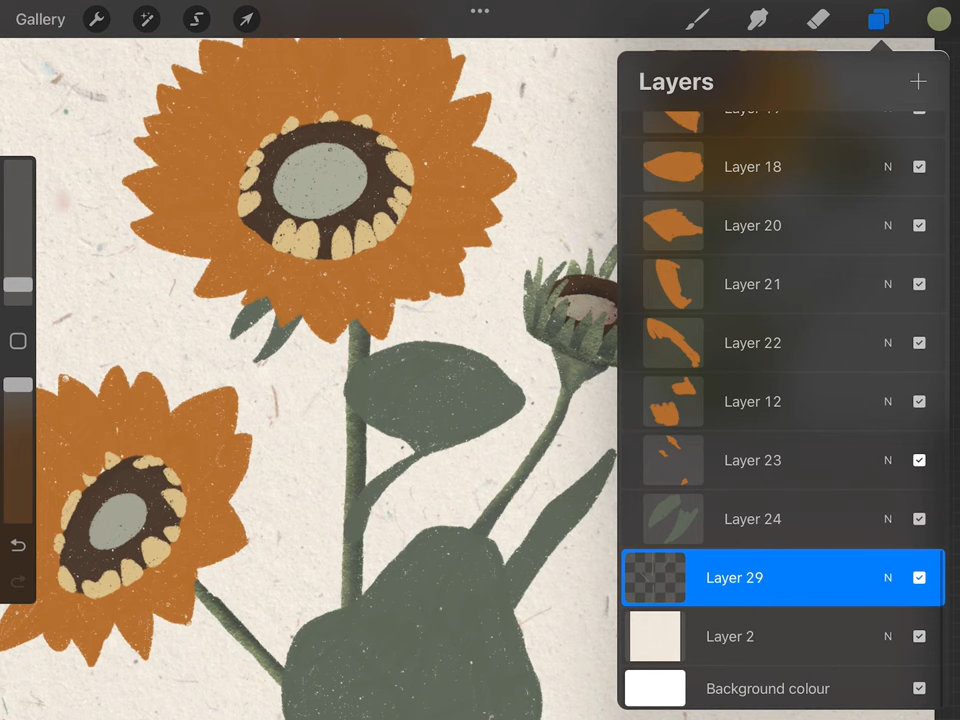 Gallery
Layers
Layer 18 N
Layer 20 N
Layer 21 N
Layer 22 N
Layer 12 N
Layer 23 N
Layer 24 N
Layer 29 N
Layer 2 N
Background colour